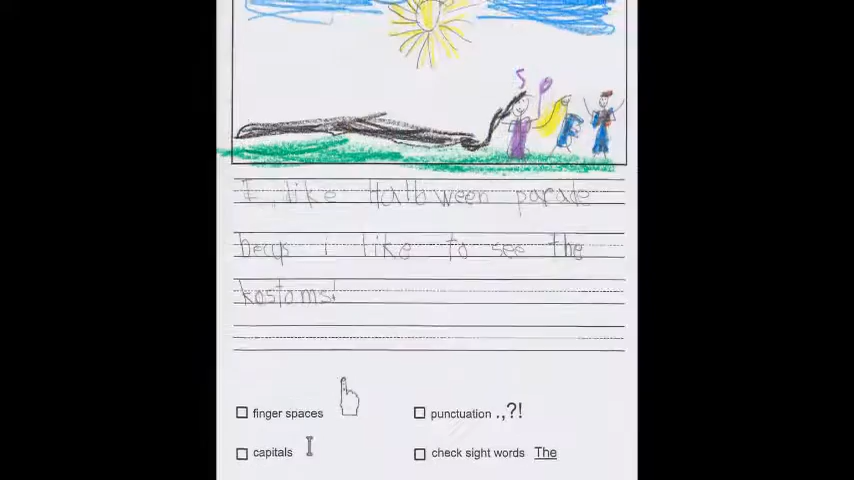 I like Halloween parade
becus i like to see the
kostoms!
finger spaces
punctuation .,?!
capitals I
check sight words The